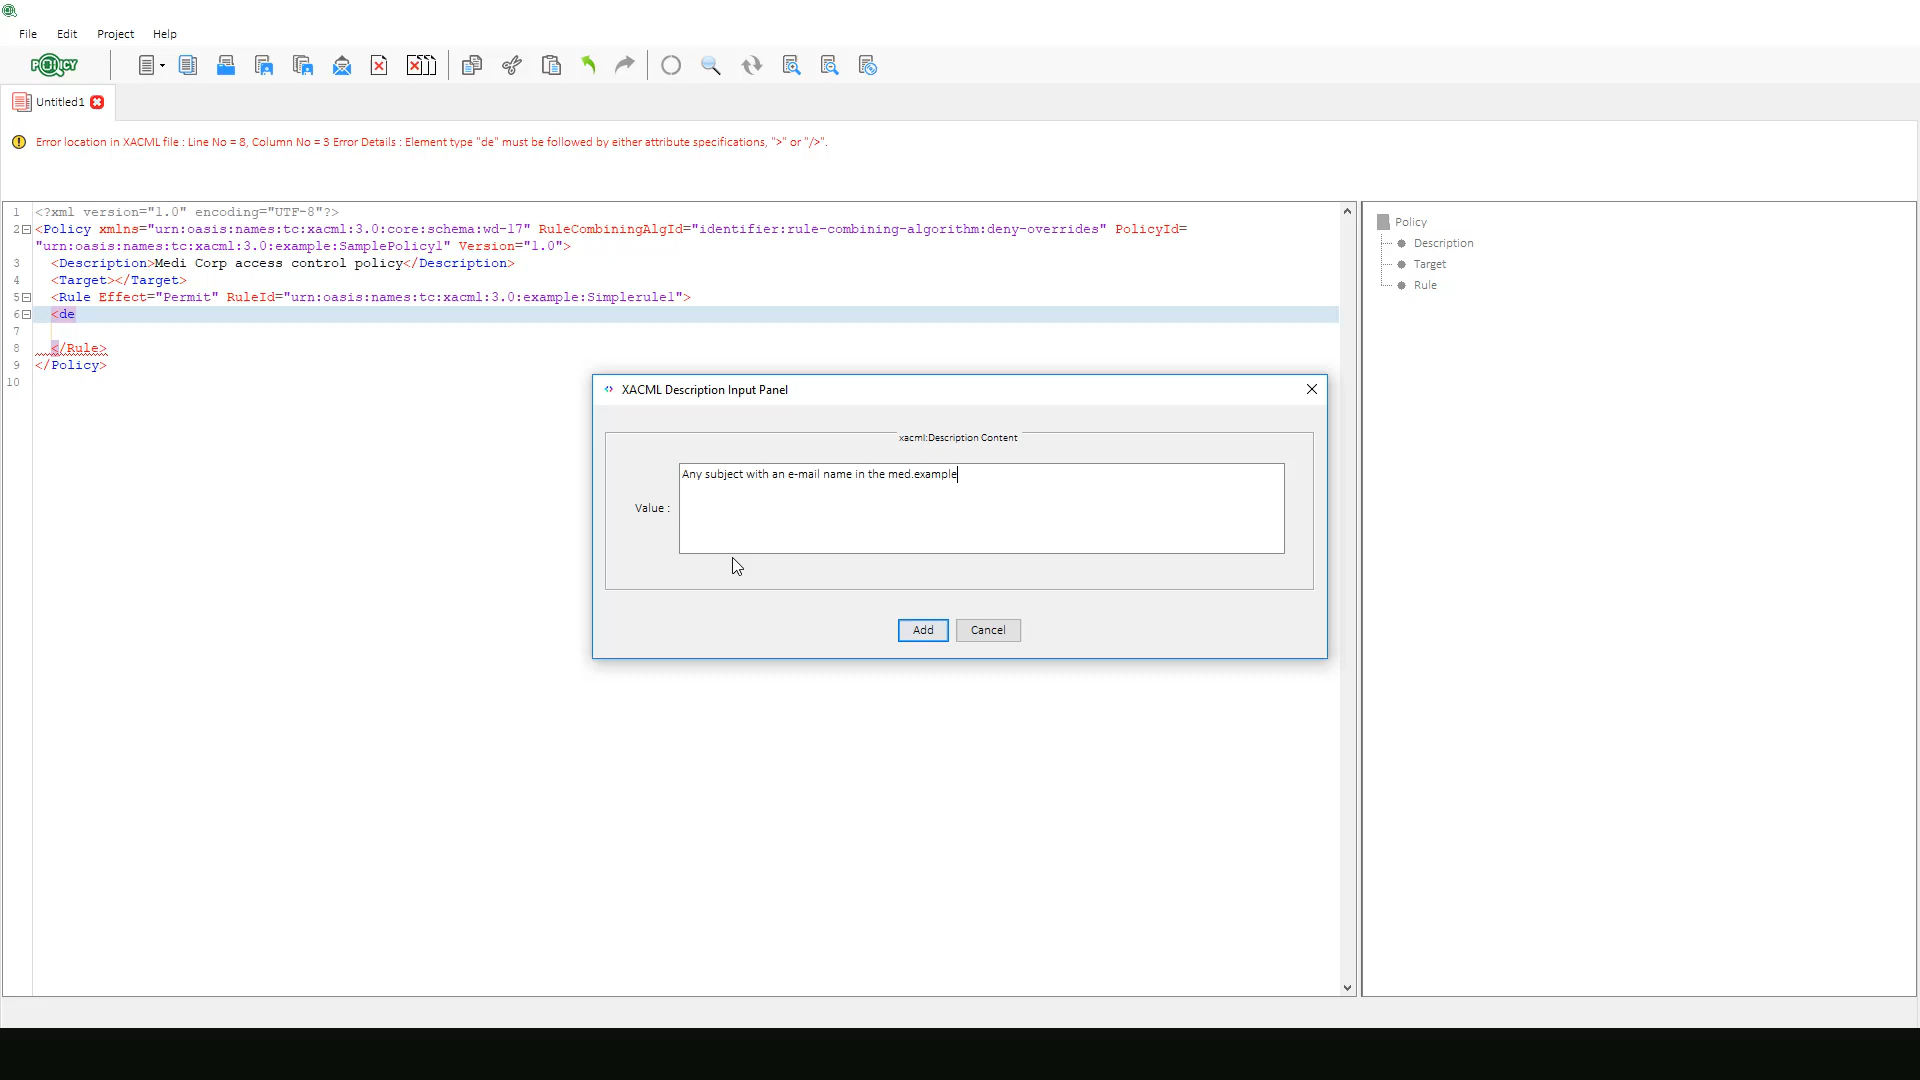 File Edit Project Help
POLICY
Untitled1
Error location in XACML file : Line No = 8, Column No = 3 Error Details : Element type "de" must be followed by either attribute specifications, ">" or "/>".
1 <?xml version="1.0" encoding="UTF-8"?>
2 <Policy xmlns="urn:oasis:names:tc:xacml:3.0:core:schema:wd-17" RuleCombiningAlgId="identifier:rule-combining-algorithm:deny-overrides" PolicyId=
"urn:oasis:names:tc:xacml:3.0:example:SamplePolicy1" Version="1.0">
3 <Description>Medi Corp access control policy</Description>
4 <Target></Target>
5 <Rule Effect="Permit" RuleId="urn:oasis:names:tc:xacml:3.0:example:Simplerule1">
6 <de
7
8 </Rule>
9 </Policy>
10
Policy
Description
Target
Rule
XACML Description Input Panel
xacml:Description Content
Any subject with an e-mail name in the med.example
Value :
Add Cancel